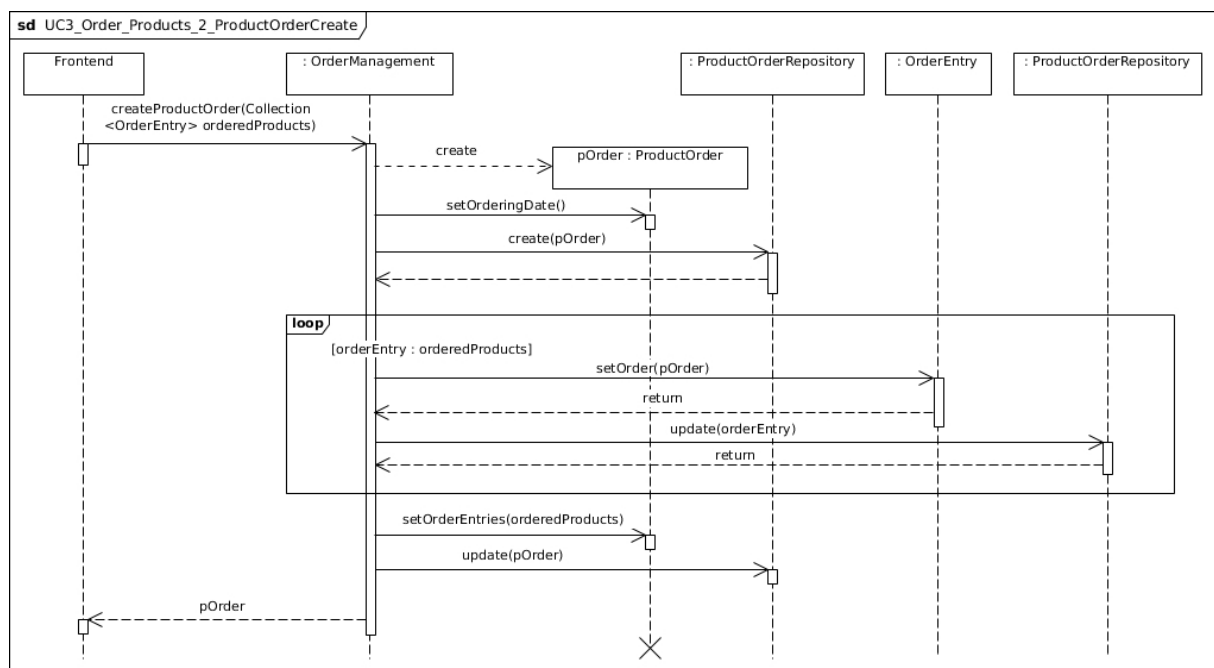 sd UC3_Order_Products_2_ProductOrderCreate
Frontend
: OrderManagement
: ProductOrderRepository
: OrderEntry
: ProductOrderRepository
createProductOrder(Collection
<OrderEntry> orderedProducts)
create
pOrder : ProductOrder
setOrderingDate()
create(pOrder)
loop
[orderEntry : orderedProducts]
setOrder(pOrder)
return
update(orderEntry)
return
setOrderEntries(orderedProducts)
update(pOrder)
pOrder